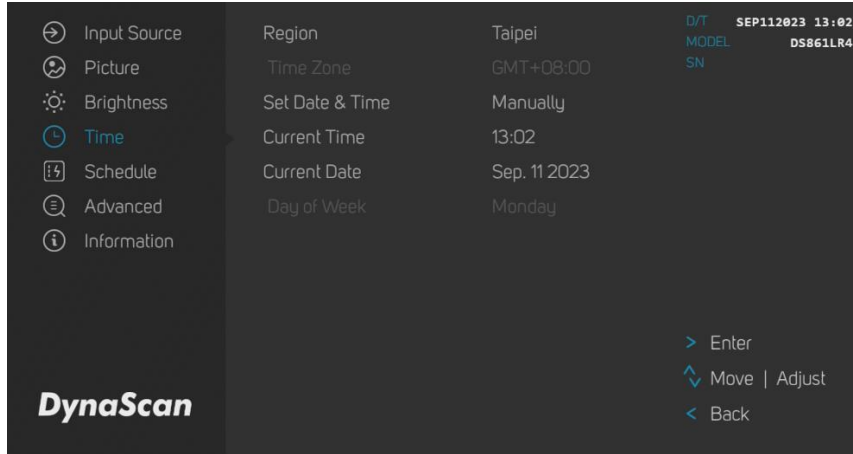 Input Source
Picture
Brightness
Time
Schedule
Advanced
Information
DynaScan
Region Taipei
Time Zone GMT+08:00
Set Date & Time Manually
Current Time 13:02
Current Date Sep. 11 2023
Day of Week Monday
D/T SEP112023 13:02
MODEL DS861LR4
SN
> Enter
Move | Adjust
< Back